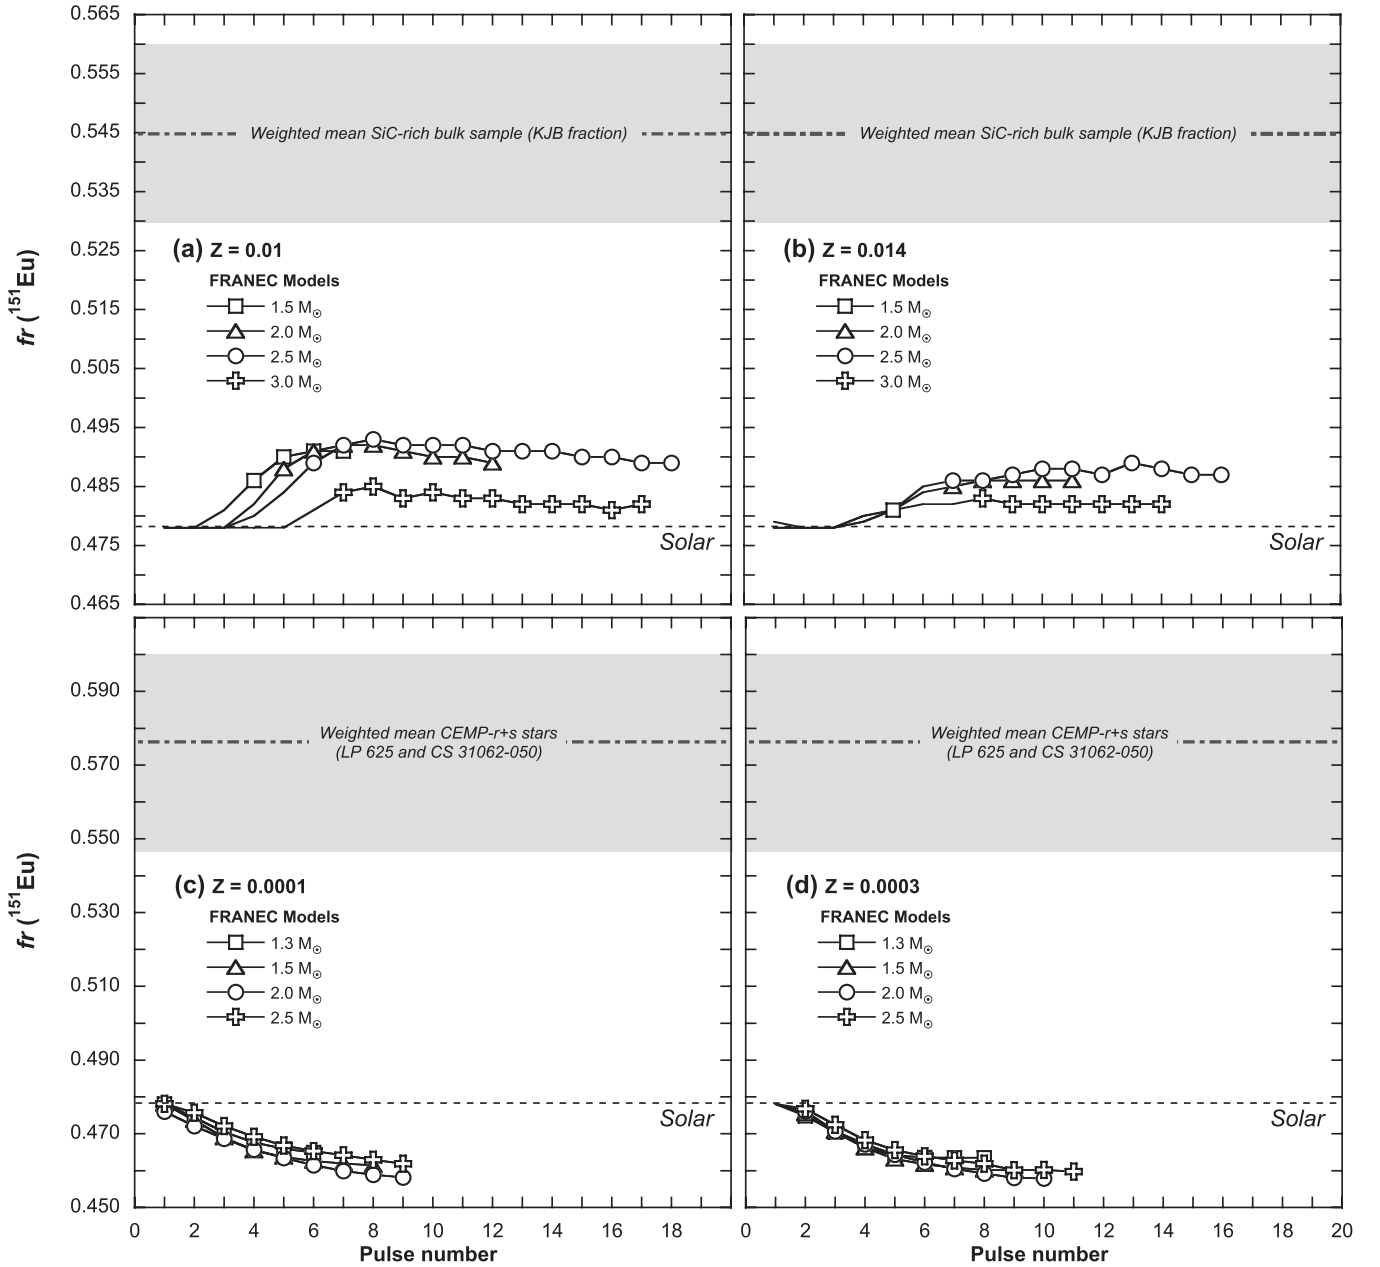 0.565
0.555
0.545
0.535
0.525
0.515
0.505
0.495
0.485
0.475
0.465
fr (151Eu)
Weighted mean SiC-rich bulk sample (KJB fraction)
(a) Z = 0.01
FRANEC Models
1.5 M⊙
2.0 M⊙
2.5 M⊙
3.0 M⊙
Solar
Weighted mean SiC-rich bulk sample (KJB fraction)
(b) Z = 0.014
FRANEC Models
1.5 M⊙
2.0 M⊙
2.5 M⊙
3.0 M⊙
Solar
0.590
0.570
0.550
0.530
0.510
0.490
0.470
0.450
fr (151Eu)
Weighted mean CEMP-r+s stars
(LP 625 and CS 31062-050)
(c) Z = 0.0001
FRANEC Models
1.3 M⊙
1.5 M⊙
2.0 M⊙
2.5 M⊙
Solar
0 2 4 6 8 10 12 14 16 18
Pulse number
Weighted mean CEMP-r+s stars
(LP 625 and CS 31062-050)
(d) Z = 0.0003
FRANEC Models
1.3 M⊙
1.5 M⊙
2.0 M⊙
2.5 M⊙
Solar
0 2 4 6 8 10 12 14 16 18 20
Pulse number